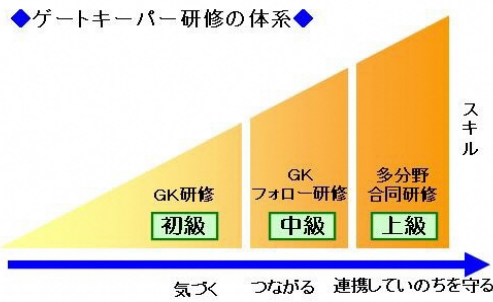 ◆ゲートキーパー研修の体系◆
スキル
GK研修
初級
GK
フォロー研修
中級
多分野
合同研修
上級
気づく
つながる
連携していのちを守る